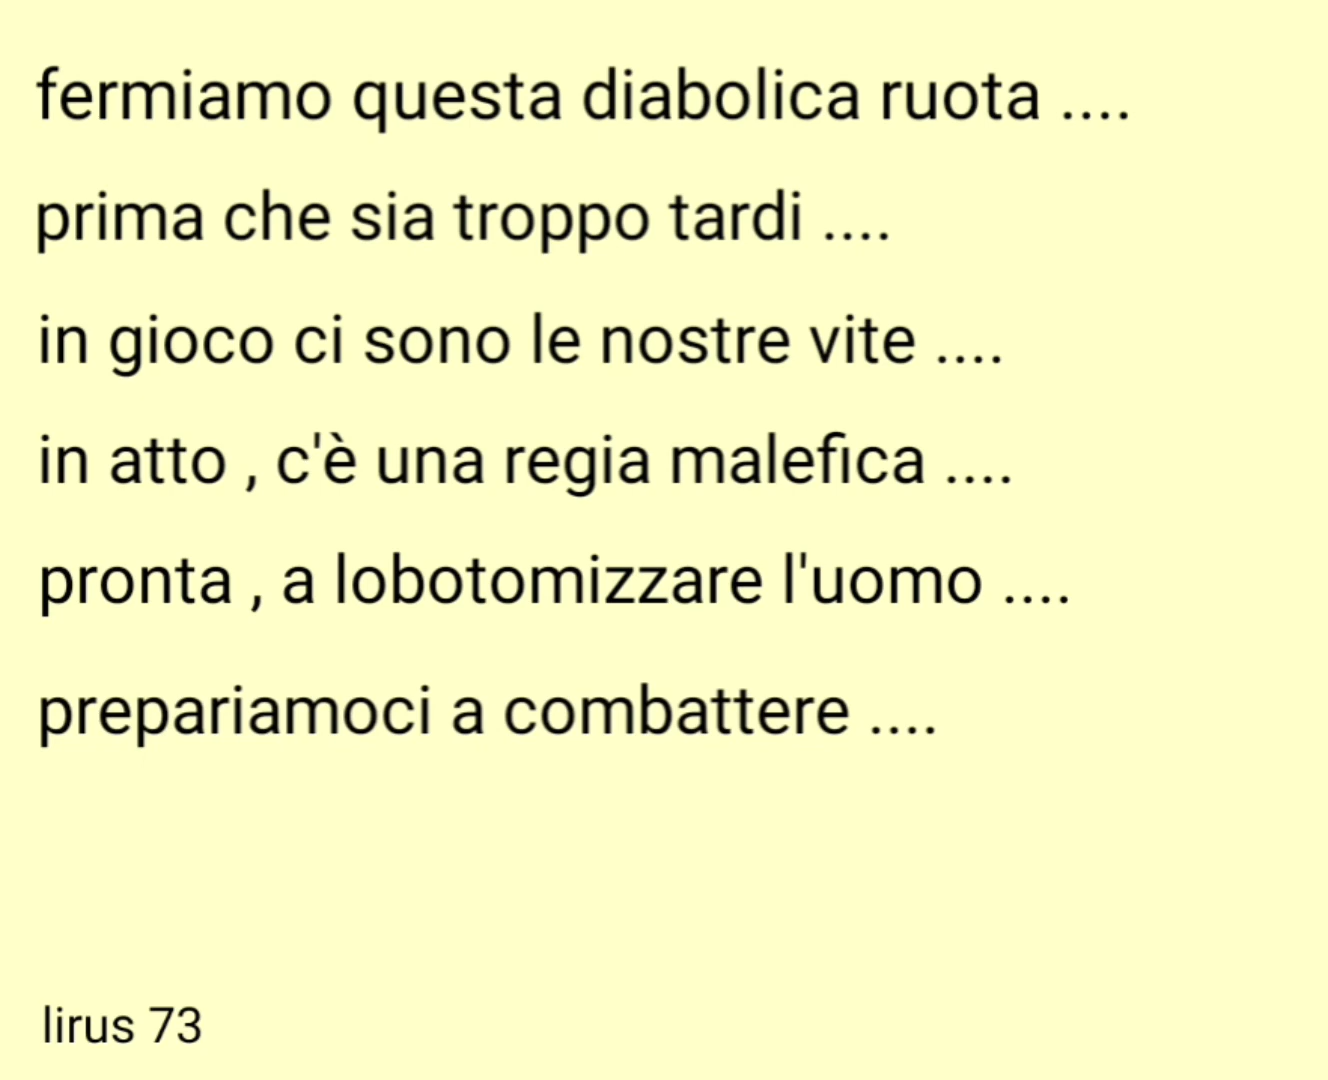 fermiamo questa diabolica ruota ....
prima che sia troppo tardi ....
in gioco ci sono le nostre vite ....
in atto , c'è una regia malefica ....
pronta , a lobotomizzare l'uomo ....
prepariamoci a combattere ....
lirus 73